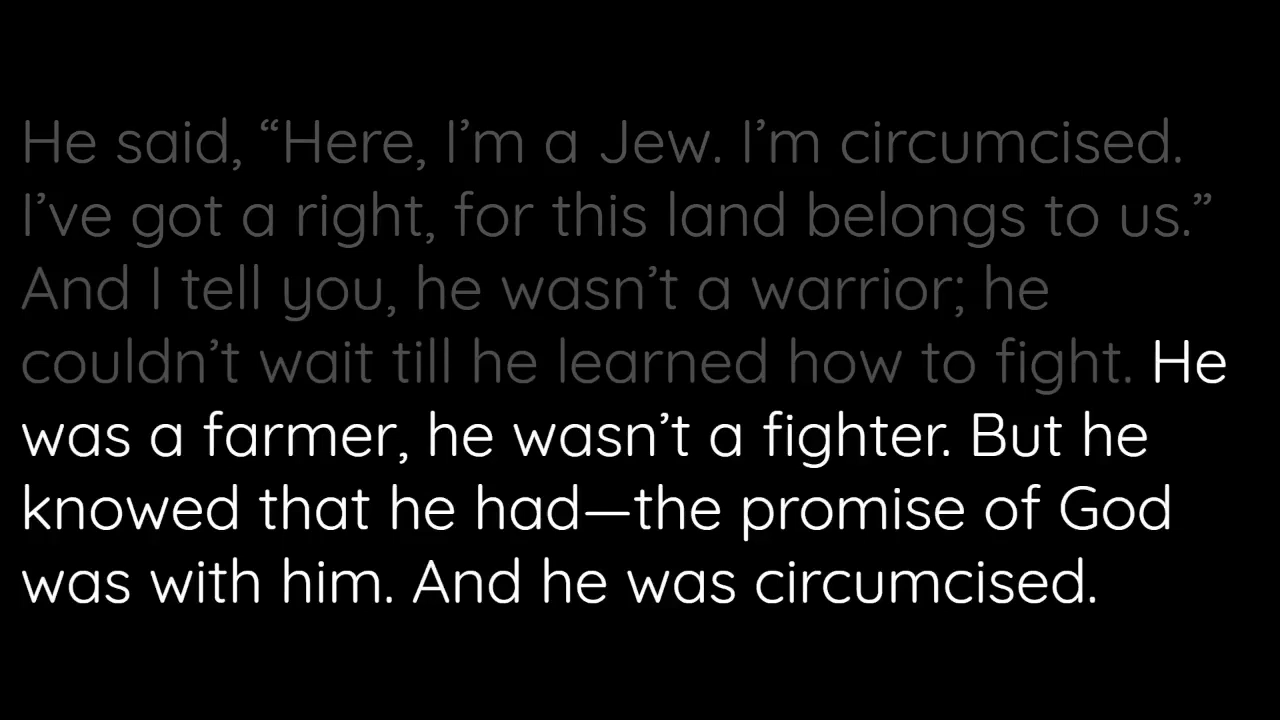 He said, “Here, I’m a Jew. I’m circumcised.
I’ve got a right, for this land belongs to us.”
And I tell you, he wasn’t a warrior; he
couldn’t wait till he learned how to fight. He
was a farmer, he wasn’t a fighter. But he
knowed that he had—the promise of God
was with him. And he was circumcised.